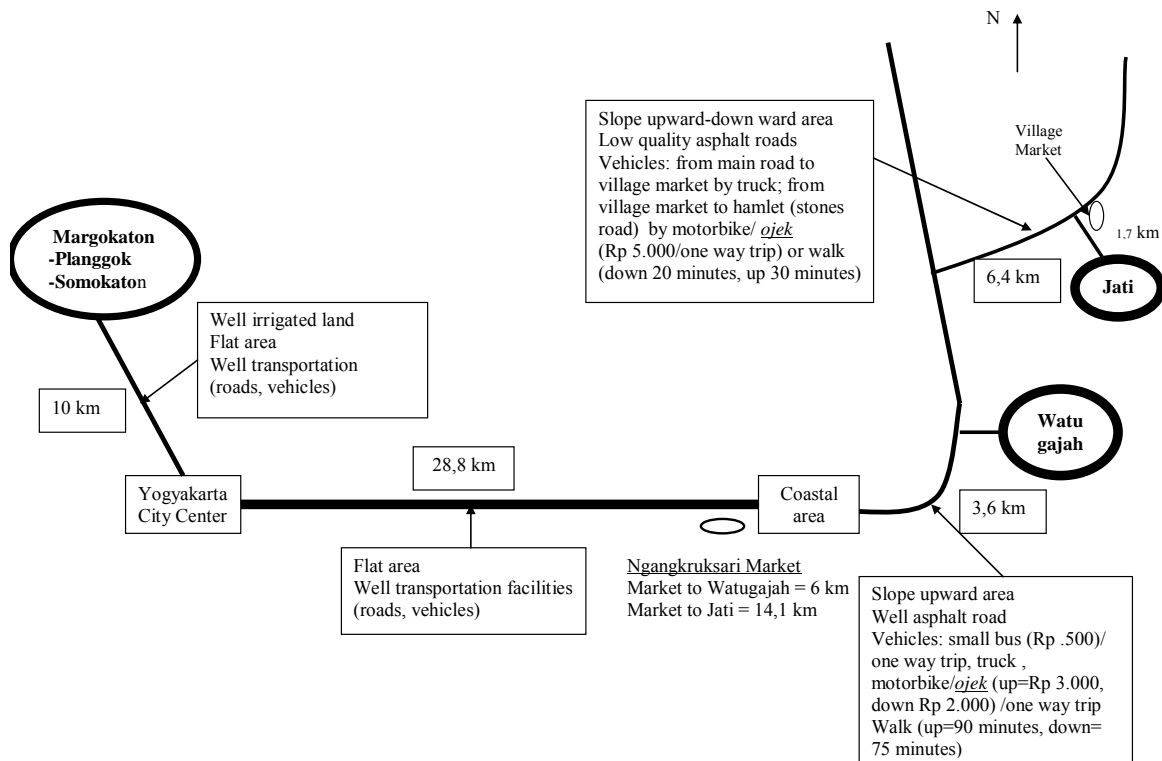 N
Slope upward-down ward area
Low quality asphalt roads
Vehicles: from main road to
village market by truck; from
village market to hamlet (stones
road) by motorbike/ ojek
(Rp 5.000/one way trip) or walk
(down 20 minutes, up 30 minutes)
Village
Market
1,7 km
6,4 km
Jati
Margokaton
-Planggok
-Somokaton
Well irrigated land
Flat area
Well transportation
(roads, vehicles)
10 km
Watu
gajah
28,8 km
Yogyakarta
City Center
Coastal
area
3,6 km
Flat area
Well transportation facilities
(roads, vehicles)
Ngangkruksari Market
Market to Watugajah = 6 km
Market to Jati = 14,1 km
Slope upward area
Well asphalt road
Vehicles: small bus (Rp .500)/
one way trip, truck ,
motorbike/ojek (up=Rp 3.000,
down Rp 2.000) /one way trip
Walk (up=90 minutes, down=
75 minutes)